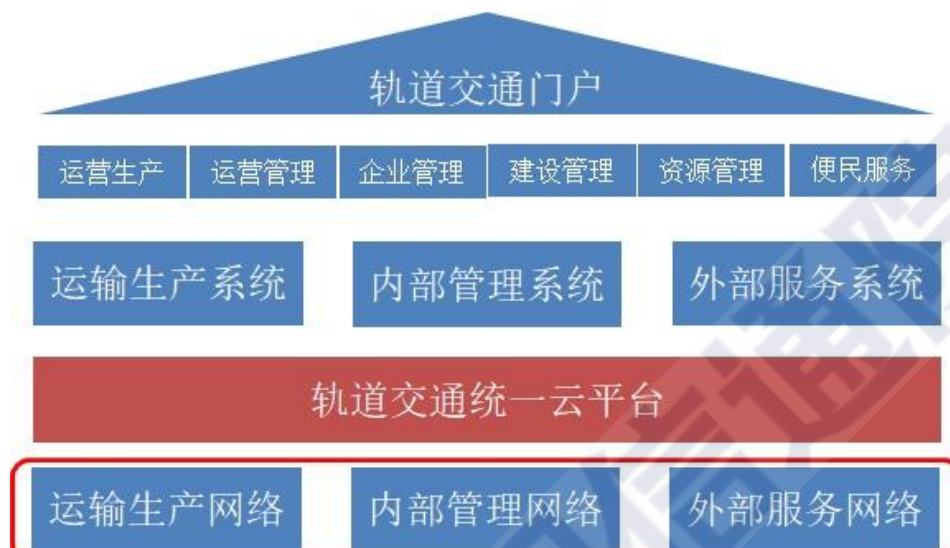 轨道交通门户
运营生产 运营管理 企业管理 建设管理 资源管理 便民服务
运输生产系统 内部管理系统 外部服务系统
轨道交通统一云平台
运输生产网络 内部管理网络 外部服务网络
信通院